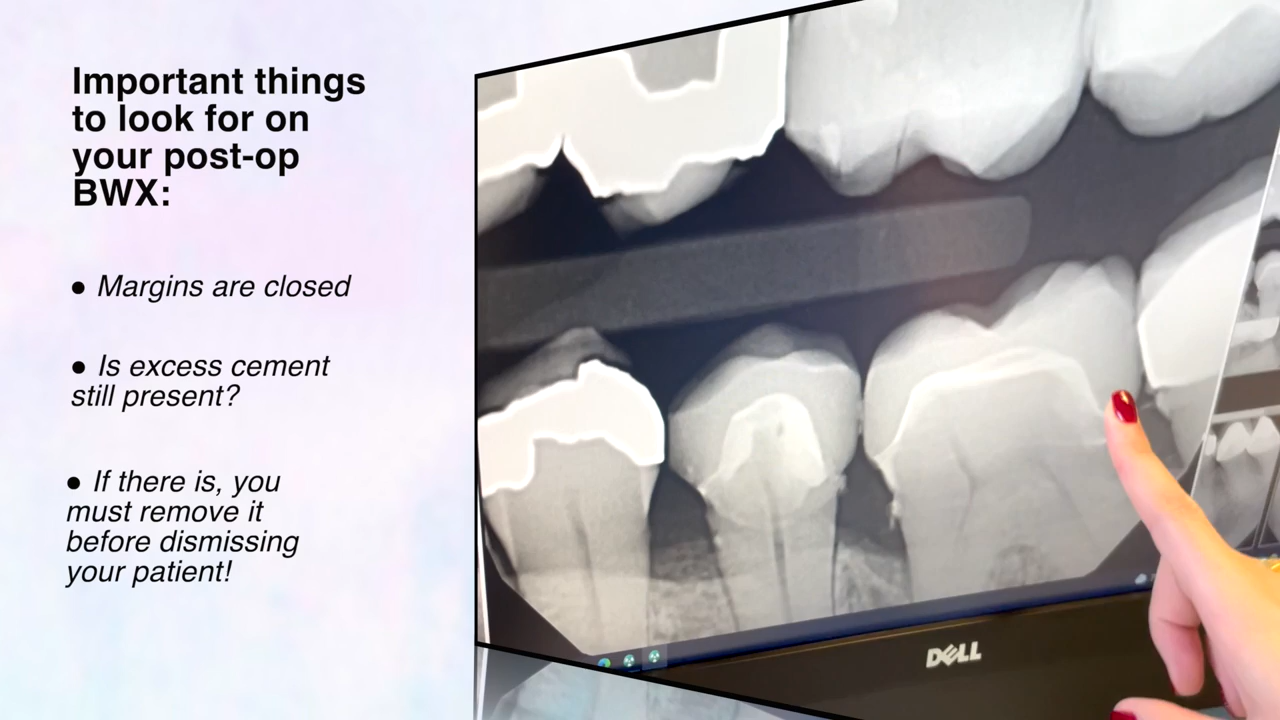 Important things
to look for on
your post-op
BWX:
● Margins are closed
● Is excess cement
still present?
● If there is, you
must remove it
before dismissing
your patient!
DELL